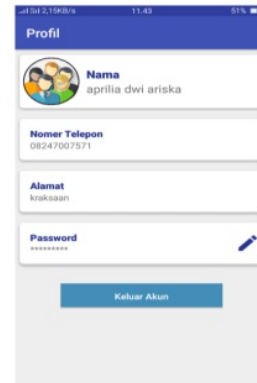 11.43
51%
Profil
Nama
aprilia dwi ariska
Nomer Telepon
08247007571
Alamat
kraksaan
Password
*********
Keluar Akun